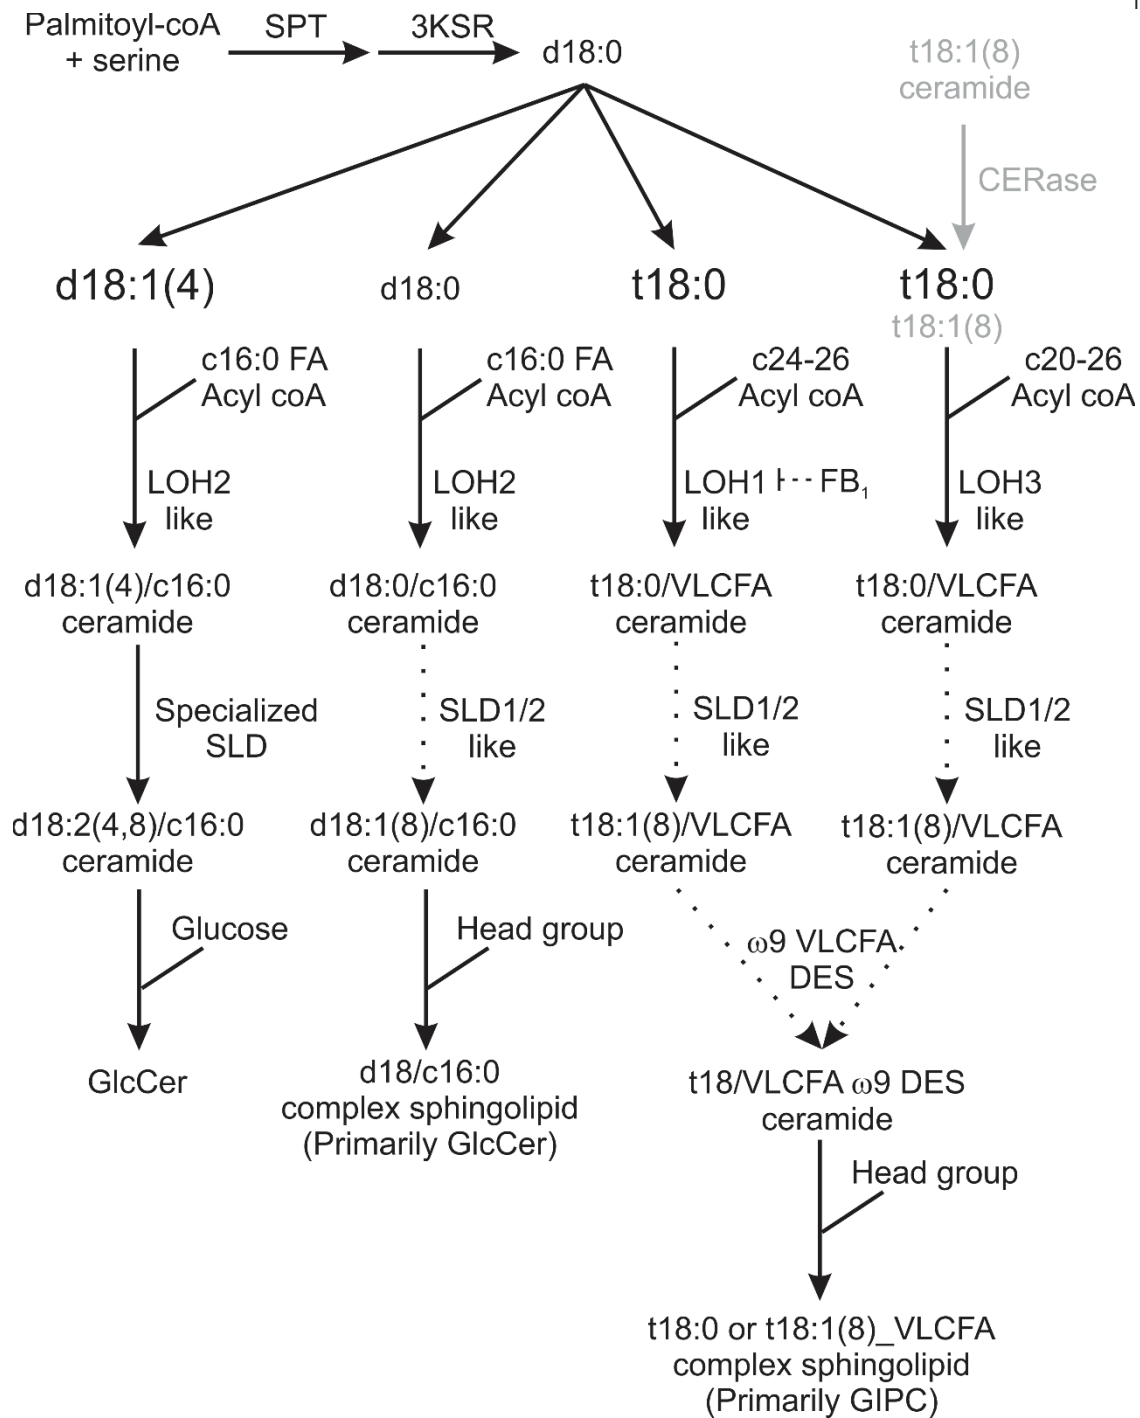 Palmitoyl-coA
+ serine
SPT
3KSR
d18:0
t18:1(8)
ceramide
CERase
d18:1(4)
d18:0
t18:0
t18:0
t18:1(8)
c16:0 FA
Acyl coA
c16:0 FA
Acyl coA
c24-26
Acyl coA
c20-26
Acyl coA
LOH2
like
LOH2
like
LOH1
like
FB₁
LOH3
like
d18:1(4)/c16:0
ceramide
d18:0/c16:0
ceramide
t18:0/VLCFA
ceramide
t18:0/VLCFA
ceramide
Specialized
SLD
SLD1/2
like
SLD1/2
like
SLD1/2
like
d18:2(4,8)/c16:0
ceramide
d18:1(8)/c16:0
ceramide
t18:1(8)/VLCFA
ceramide
t18:1(8)/VLCFA
ceramide
Glucose
Head group
ω9 VLCFA
DES
GlcCer
d18/c16:0
complex sphingolipid
(Primarily GlcCer)
t18/VLCFA ω9 DES
ceramide
Head group
t18:0 or t18:1(8)_VLCFA
complex sphingolipid
(Primarily GIPC)